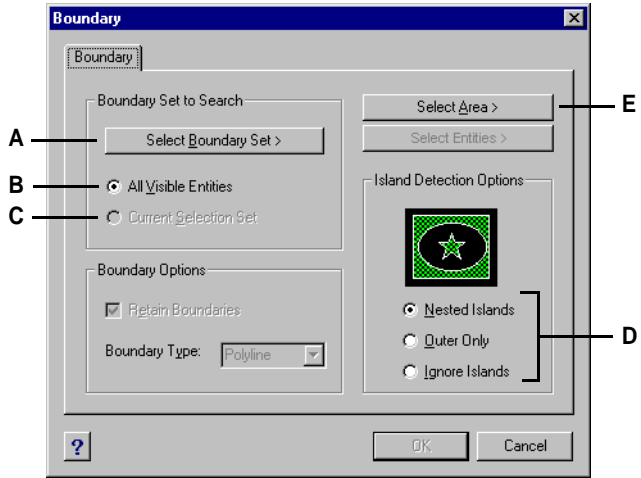 Boundary
Boundary
Boundary Set to Search
Select Area >
E
A
Select Boundary Set >
Select Entities >
B
All Visible Entities
Island Detection Options
C
Current Selection Set
Boundary Options
Retain Boundaries
Nested Islands
Boundary Type:
Polyline
Outer Only
D
Ignore Islands
?
OK
Cancel